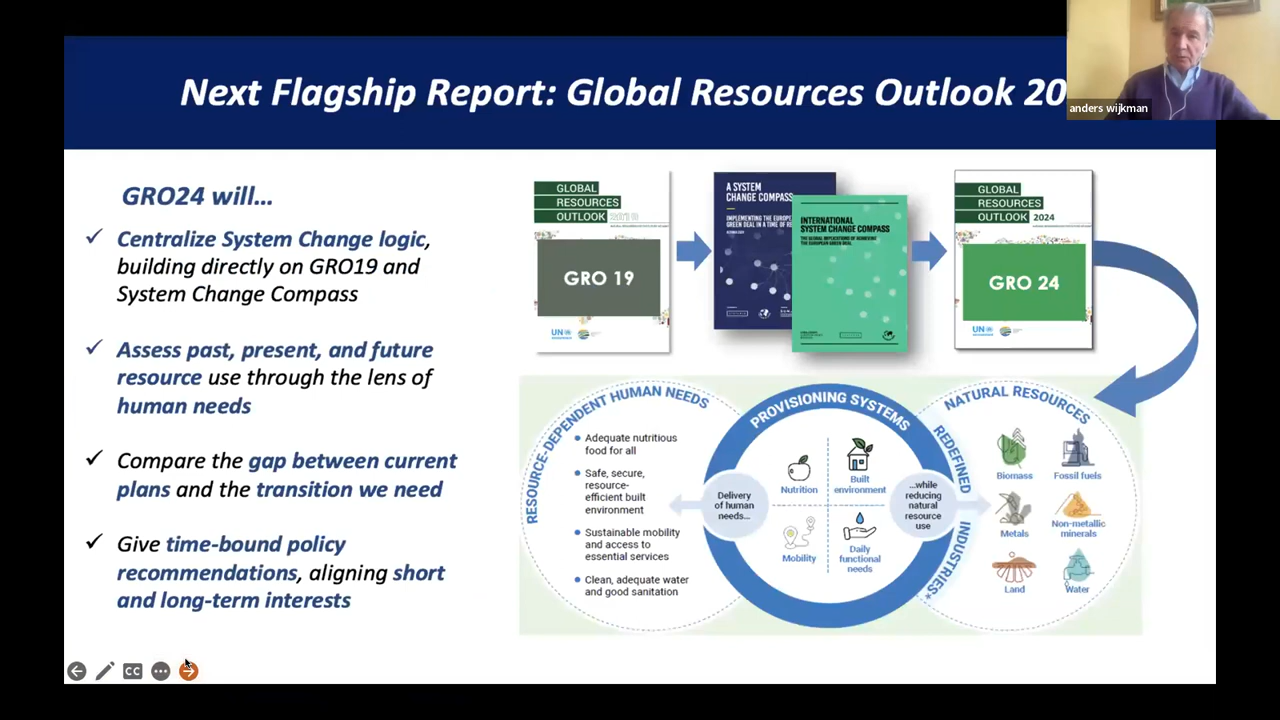 Next Flagship Report: Global Resources Outlook 20
anders wijkman
GRO24 will...
Centralize System Change logic,
building directly on GRO19 and
System Change Compass
Assess past, present, and future
resource use through the lens of
human needs
Compare the gap between current
plans and the transition we need
Give time-bound policy
recommendations, aligning short
and long-term interests
GLOBAL
RESOURCES
OUTLOOK
GRO 19
UN
A SYSTEM
CHANGE COMPASS
IMPLEMENTING THE EUROPE
GREEN DEAL IN A TIME OF RE
INTERNATIONAL
SYSTEM CHANGE COMPASS
THE GLOBAL IMPLICATIONS OF ACHIEVING
THE EUROPEAN GREEN DEAL
GLOBAL
RESOURCES
OUTLOOK 2024
GRO 24
UN
RESOURCE-DEPENDENT HUMAN NEEDS
Adequate nutritious
food for all
Safe, secure,
resource-
efficient built
environment
Sustainable mobility
and access to
essential services
Clean, adequate water
and good sanitation
PROVISIONING SYSTEMS
Delivery
of human
needs...
Nutrition
Built
environment
Mobility
Daily
functional
needs
...while
reducing
natural
resource
use
REDEFINED INDUSTRIES*
NATURAL RESOURCES
Biomass
Fossil fuels
Metals
Non-metallic
minerals
Land
Water
CC